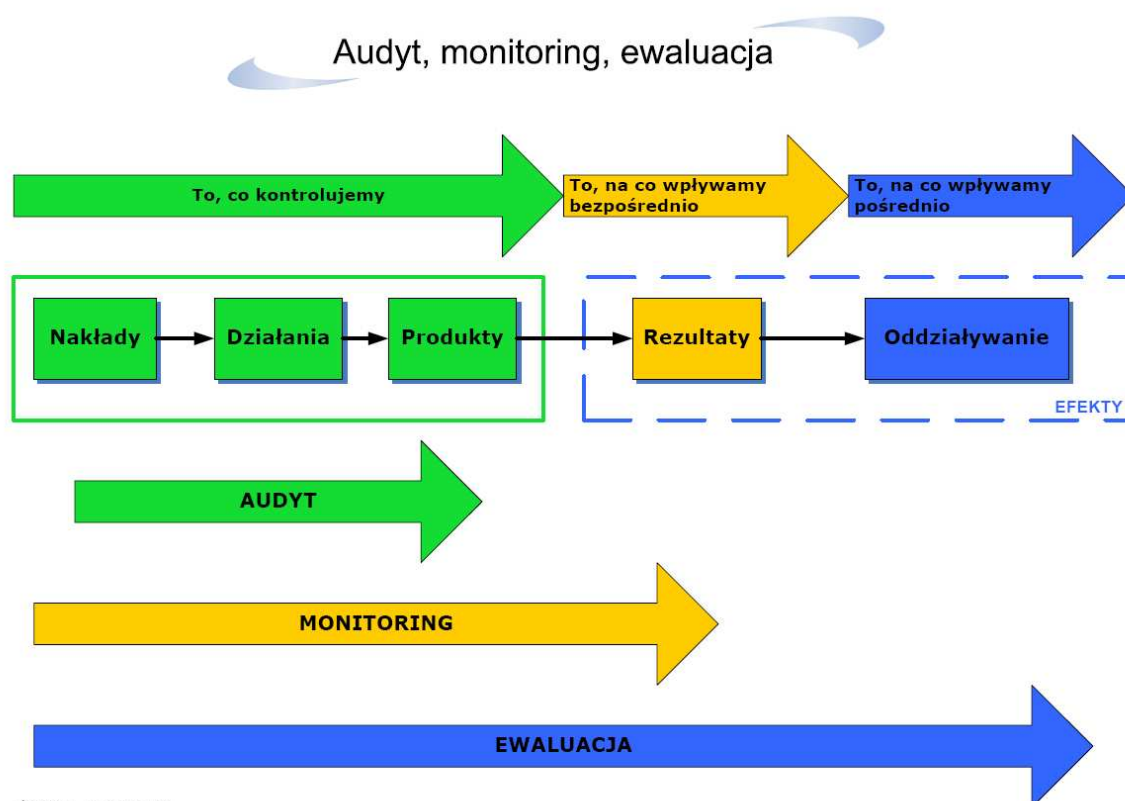 Audyt, monitoring, ewaluacja
To, co kontrolujemy
To, na co wpływamy
bezpośrednio
To, na co wpływamy
pośrednio
Nakłady
Działania
Produkty
Rezultaty
Oddziaływanie
EFEKTY
AUDYT
MONITORING
EWALUACJA